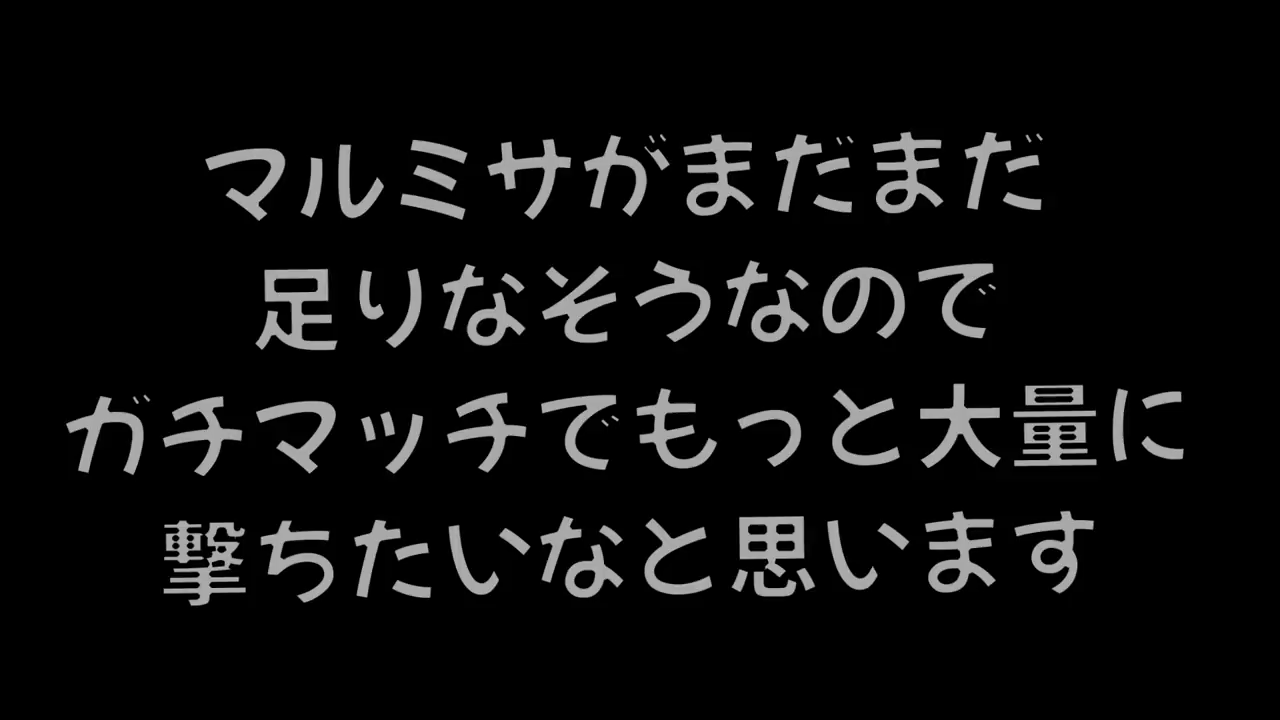 マルミサがまだまだ
足りなそうなので
ガチマッチでもっと大量に
撃ちたいなと思います